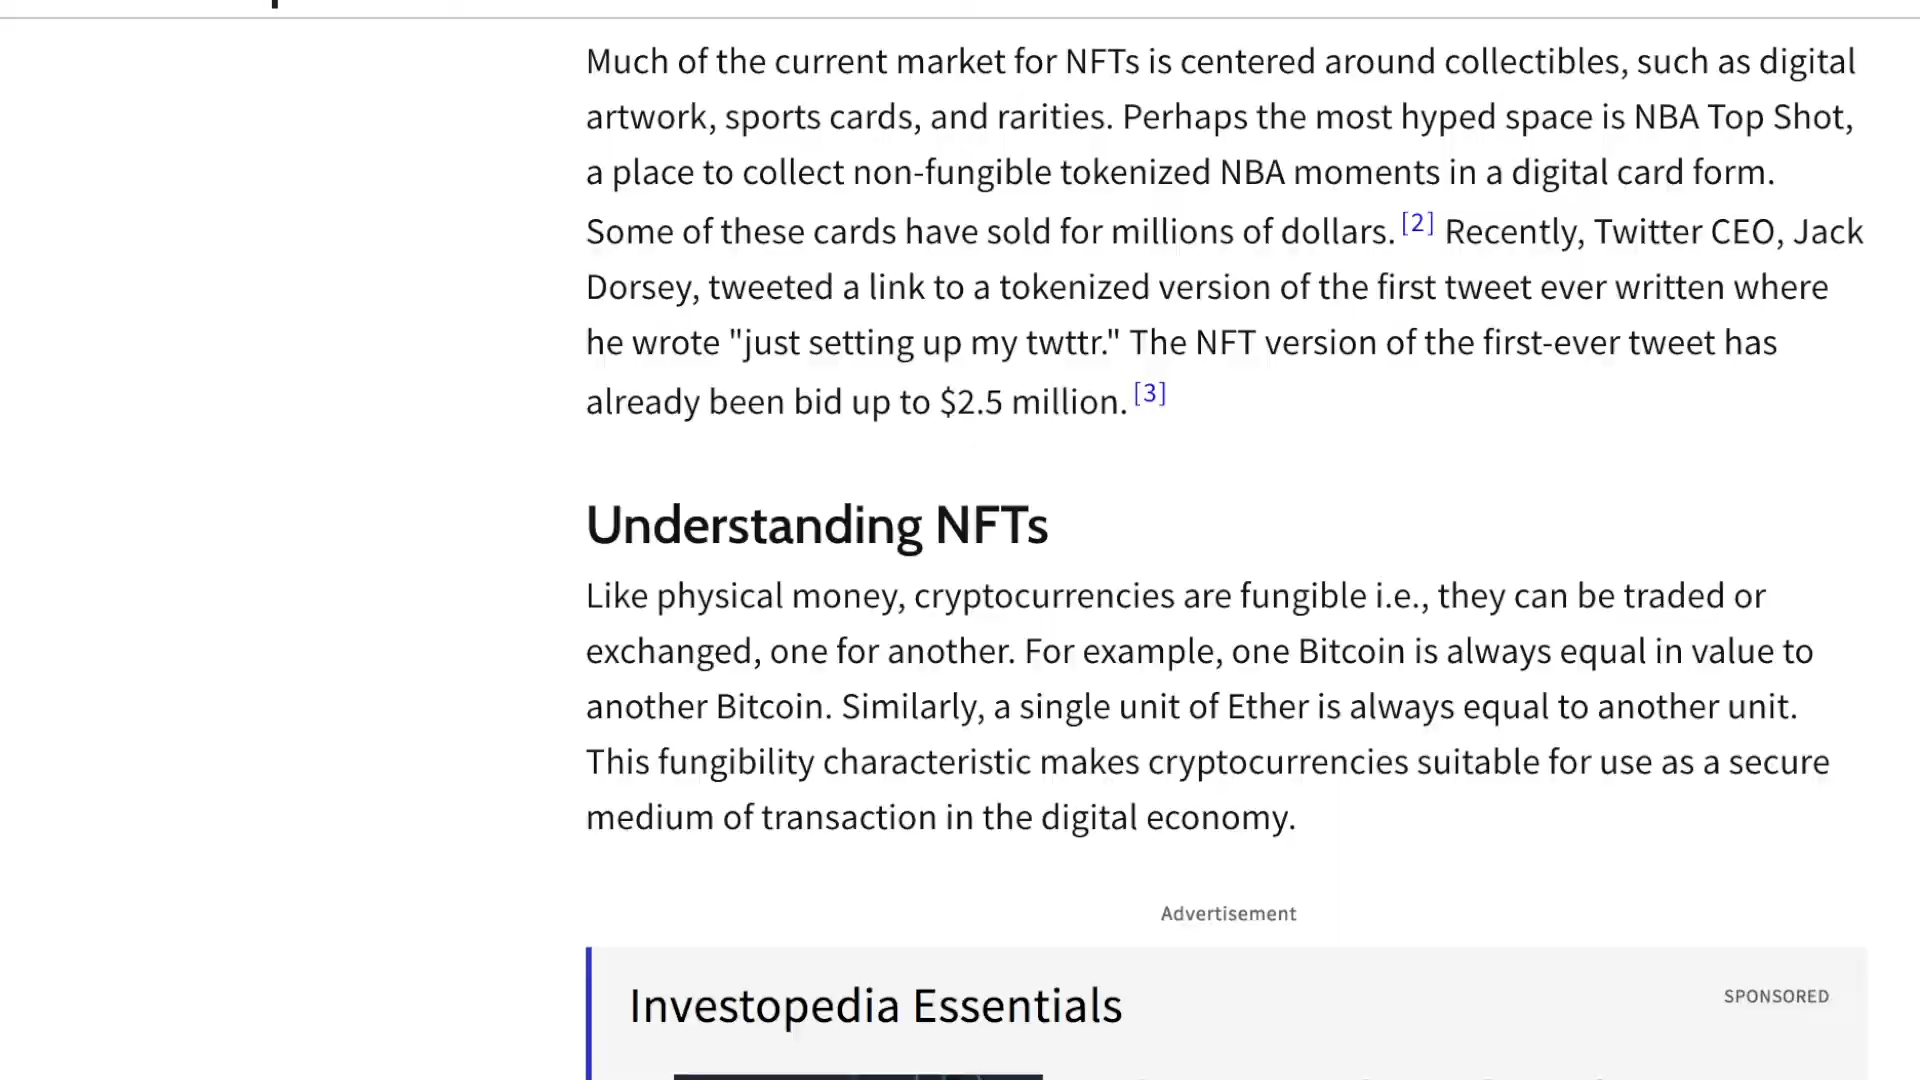 Much of the current market for NFTs is centered around collectibles, such as digital
artwork, sports cards, and rarities. Perhaps the most hyped space is NBA Top Shot,
a place to collect non-fungible tokenized NBA moments in a digital card form.
Some of these cards have sold for millions of dollars. [2] Recently, Twitter CEO, Jack
Dorsey, tweeted a link to a tokenized version of the first tweet ever written where
he wrote "just setting up my twttr." The NFT version of the first-ever tweet has
already been bid up to $2.5 million. [3]
Understanding NFTs
Like physical money, cryptocurrencies are fungible i.e., they can be traded or
exchanged, one for another. For example, one Bitcoin is always equal in value to
another Bitcoin. Similarly, a single unit of Ether is always equal to another unit.
This fungibility characteristic makes cryptocurrencies suitable for use as a secure
medium of transaction in the digital economy.
Advertisement
Investopedia Essentials
SPONSORED